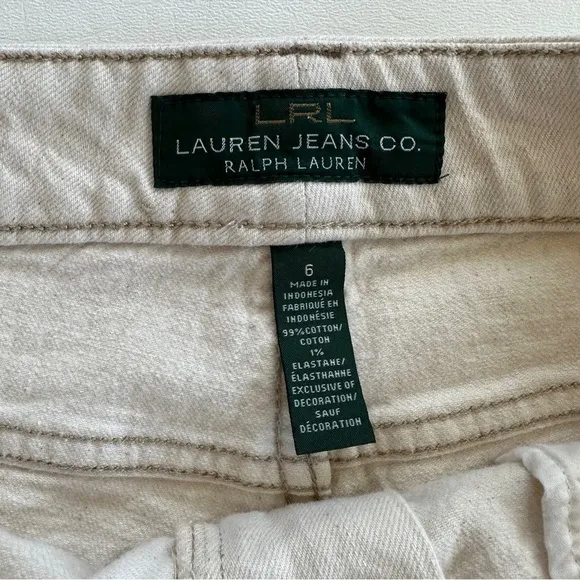 LRL
LAUREN JEANS CO.
RALPH LAUREN
6
MADE IN
INDONESIA
FABRIQUÉ EN
INDONÉSIE
99%COTTON/
COTON
1%
ELASTANE/
ÉLASTHANNE
EXCLUSIVE OF
DECORATION/
SAUF
DÉCORATION